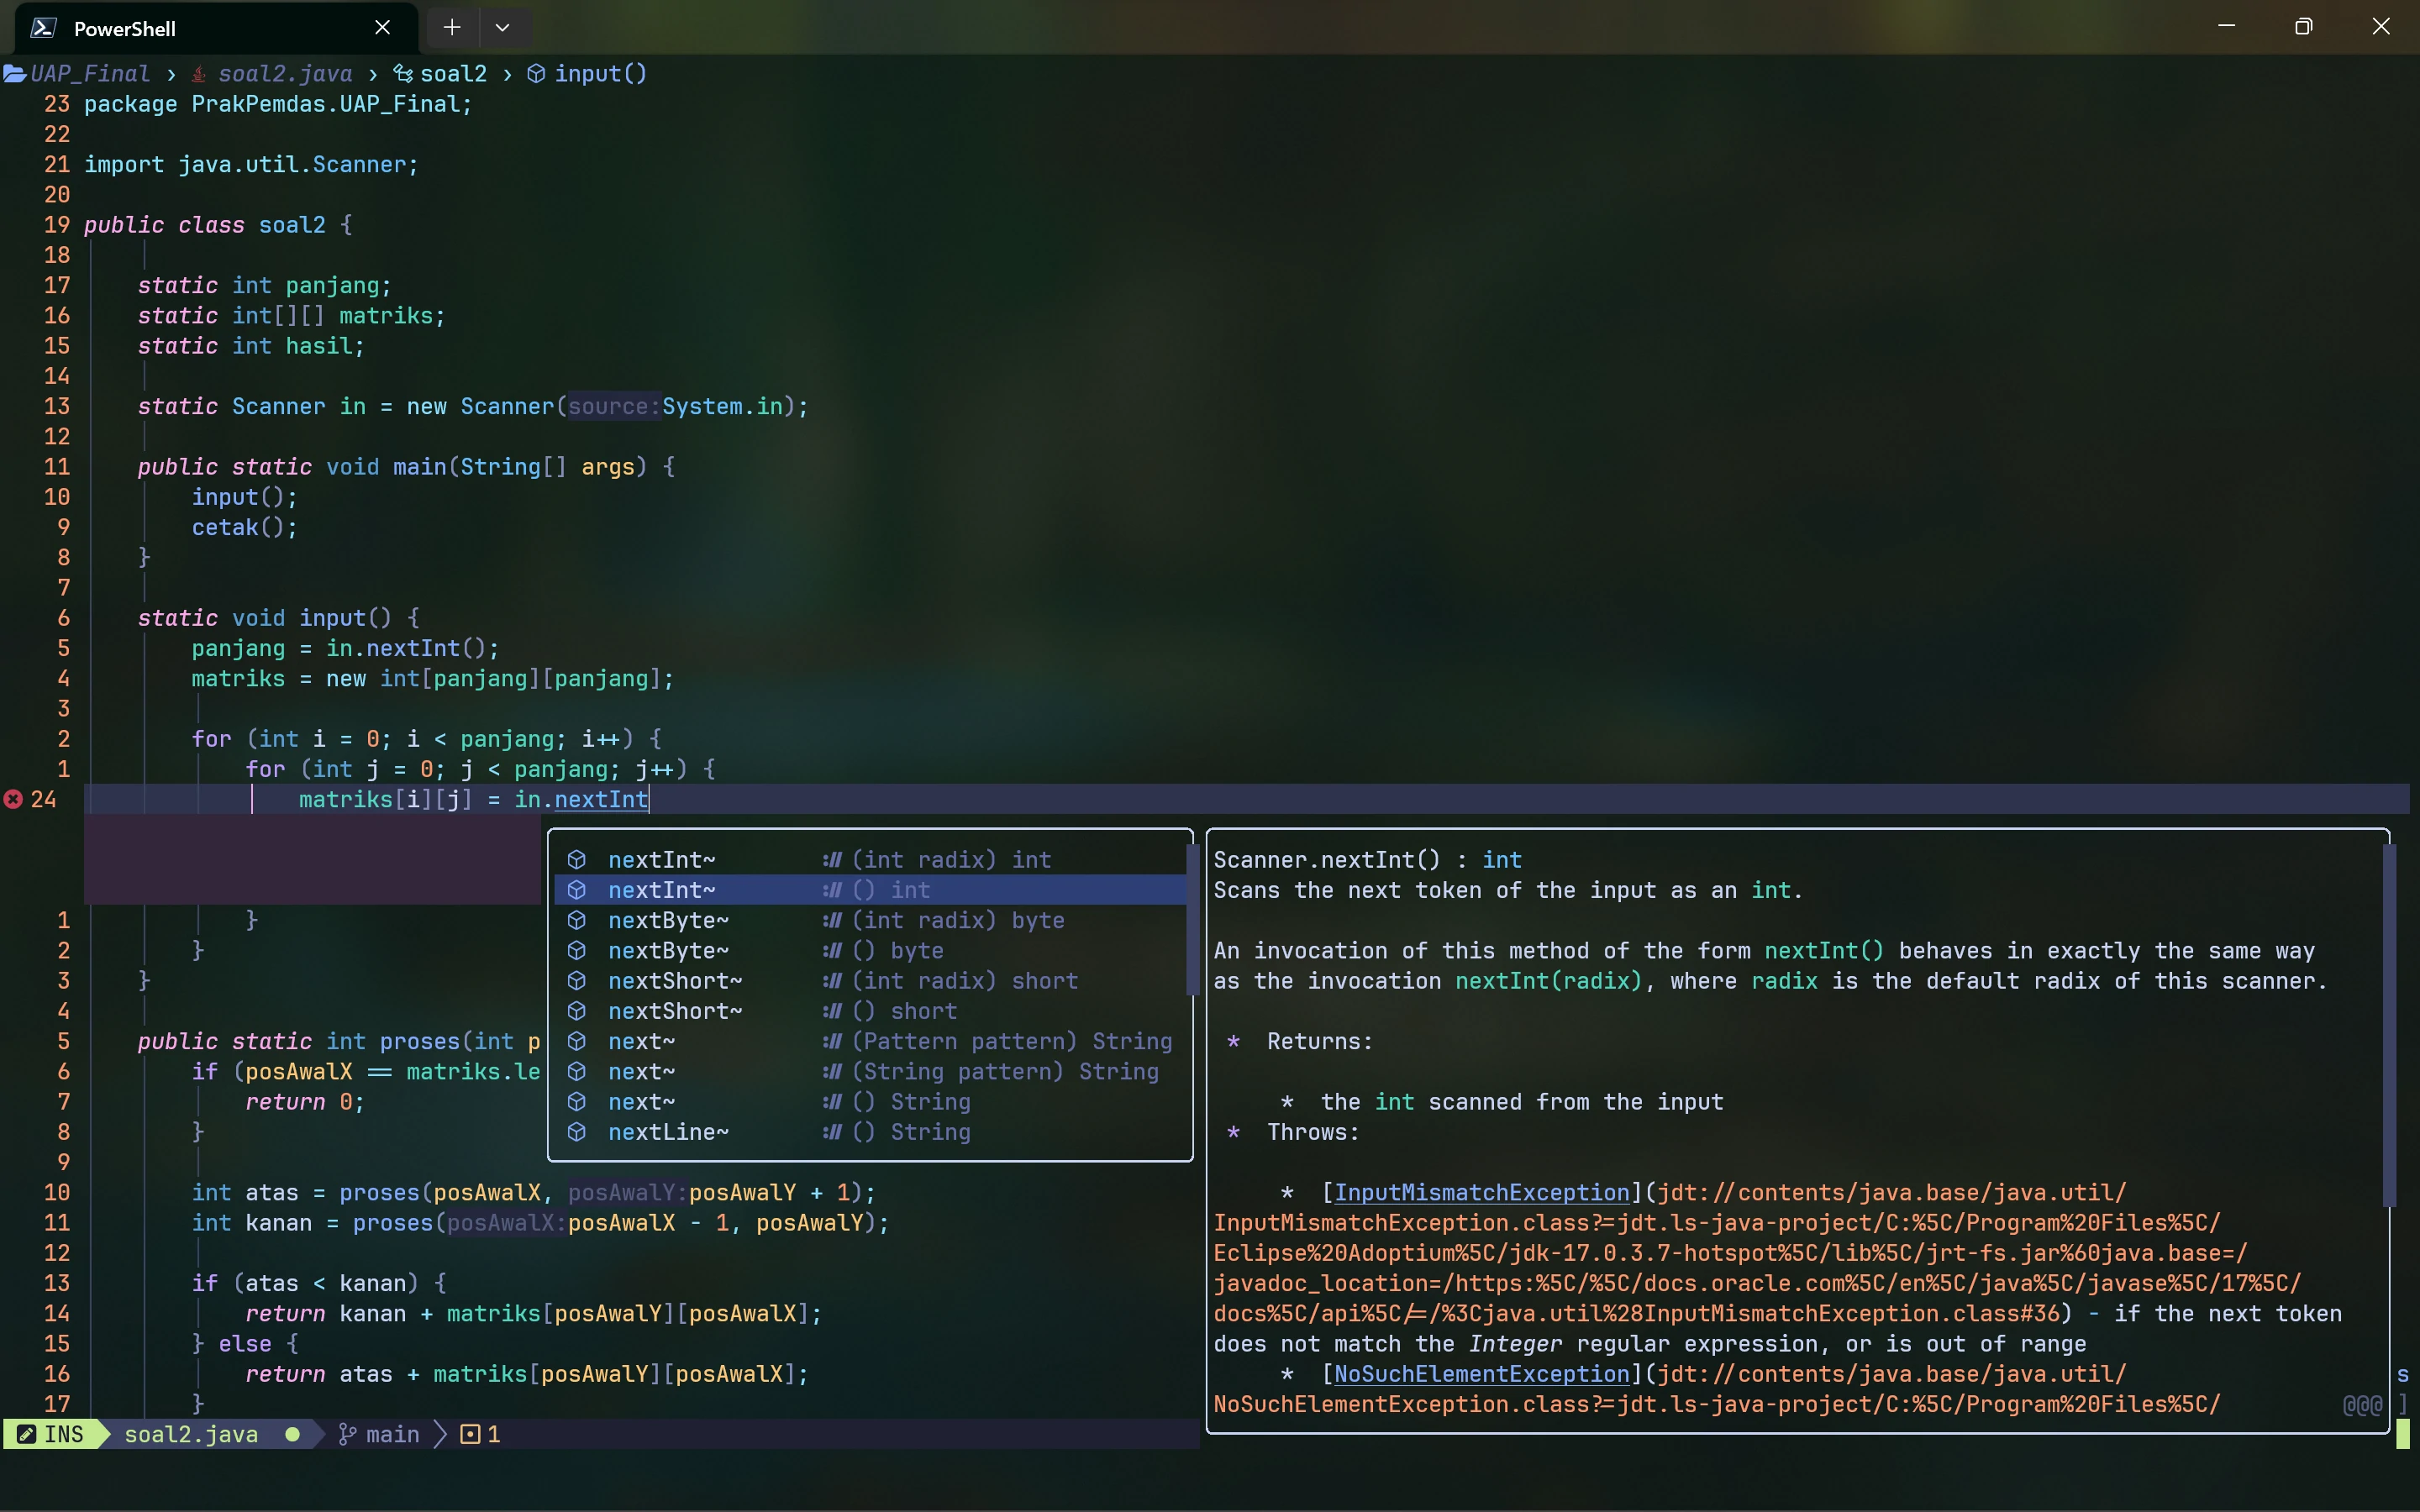 PowerShell
UAP_Final › soal2.java › soal2 › input()
23 package PrakPemdas.UAP_Final;
22
21 import java.util.Scanner;
20
19 public class soal2 {
18
17 static int panjang;
16 static int[][] matriks;
15 static int hasil;
14
13 static Scanner in = new Scanner(source:System.in);
12
11 public static void main(String[] args) {
10 input();
9 cetak();
8 }
7
6 static void input() {
5 panjang = in.nextInt();
4 matriks = new int[panjang][panjang];
3
2 for (int i = 0; i < panjang; i++) {
1 for (int j = 0; j < panjang; j++) {
24 matriks[i][j] = in.nextInt
1 }
2 }
3 }
4
5 public static int proses(int p
6 if (posAwalX == matriks.le
7 return 0;
8 }
9
10 int atas = proses(posAwalX, posAwalY:posAwalY + 1);
11 int kanan = proses(posAwalX:posAwalX - 1, posAwalY);
12
13 if (atas < kanan) {
14 return kanan + matriks[posAwalY][posAwalX];
15 } else {
16 return atas + matriks[posAwalY][posAwalX];
17 }
nextInt~ :// (int radix) int
nextInt~ :// () int
nextByte~ :// (int radix) byte
nextByte~ :// () byte
nextShort~ :// (int radix) short
nextShort~ :// () short
next~ :// (Pattern pattern) String
next~ :// (String pattern) String
next~ :// () String
nextLine~ :// () String
Scanner.nextInt() : int
Scans the next token of the input as an int.
An invocation of this method of the form nextInt() behaves in exactly the same way
as the invocation nextInt(radix), where radix is the default radix of this scanner.
* Returns:
* the int scanned from the input
* Throws:
* [InputMismatchException](jdt://contents/java.base/java.util/
InputMismatchException.class?=jdt.ls-java-project/C:%5C/Program%20Files%5C/
Eclipse%20Adoptium%5C/jdk-17.0.3.7-hotspot%5C/lib%5C/jrt-fs.jar%60java.base=/
javadoc_location=/https:%5C/%5C/docs.oracle.com%5C/en%5C/java%5C/javase%5C/17%5C/
docs%5C/api%5C/=/%3Cjava.util%28InputMismatchException.class#36) - if the next token
does not match the Integer regular expression, or is out of range
* [NoSuchElementException](jdt://contents/java.base/java.util/
NoSuchElementException.class?=jdt.ls-java-project/C:%5C/Program%20Files%5C/
s
@@@ ]
INS soal2.java main 1